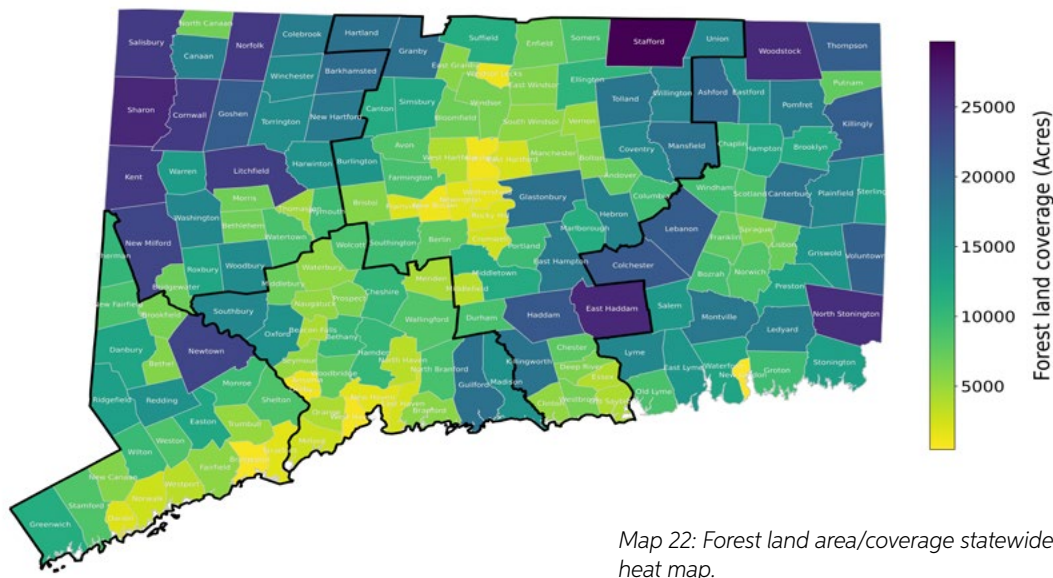 North Canaan
Salisbury
Norfolk
Colebrook
Hartland
Granby
Suffield
Enfield
Somers
Stafford
Union
Woodstock
Thompson
Canaan
Winchester
Barkhamsted
East Granby
Windsor Locks
East Windsor
Ellington
Putnam
Sharon
Cornwall
Goshen
Torrington
New Hartford
Canton
Simsbury
Windsor
Bloomfield
South Windsor
Vernon
Tolland
Willington
Ashford
Eastford
Pomfret
Killingly
Kent
Warren
Litchfield
Harwinton
Burlington
Avon
Farmington
West Hartford
East Hartford
Manchester
Bolton
Coventry
Mansfield
Chaplin
Hampton
Brooklyn
Andover
Columbia
Windham
Scotland
Canterbury
Plainfield
Sterling
Washington
Morris
Bethlehem
Thomaston
Plymouth
Watertown
Bristol
Wethersfield
Glastonbury
Rocky Hill
Hebron
Marlborough
New Milford
Roxbury
Woodbury
Wolcott
Southington
Berlin
Cromwell
Portland
East Hampton
Lebanon
Franklin
Sprague
Lisbon
Griswold
Voluntown
Sherman
Bridgewater
Middlebury
Waterbury
Cheshire
Meriden
Middlefield
Middletown
Colchester
Bozrah
Norwich
Preston
New Fairfield
Brookfield
Southbury
Naugatuck
Prospect
Wallingford
Durham
Haddam
East Haddam
Salem
Montville
Ledyard
North Stonington
Danbury
Bethel
Newtown
Oxford
Beacon Falls
Bethany
Seymour
Woodbridge
Hamden
North Haven
North Branford
Killingworth
Chester
Deep River
Essex
Lyme
East Lyme
Waterford
Groton
Stonington
Ridgefield
Redding
Monroe
Shelton
Orange
Guilford
Madison
Clinton
Westbrook
Old Saybrook
Old Lyme
Easton
Trumbull
Milford
Branford
Weston
Wilton
Fairfield
New Canaan
Westport
Norwalk
Darien
Stamford
Greenwich
25000
20000
15000
10000
5000
Forest land coverage (Acres)
Map 22: Forest land area/coverage statewide
heat map.